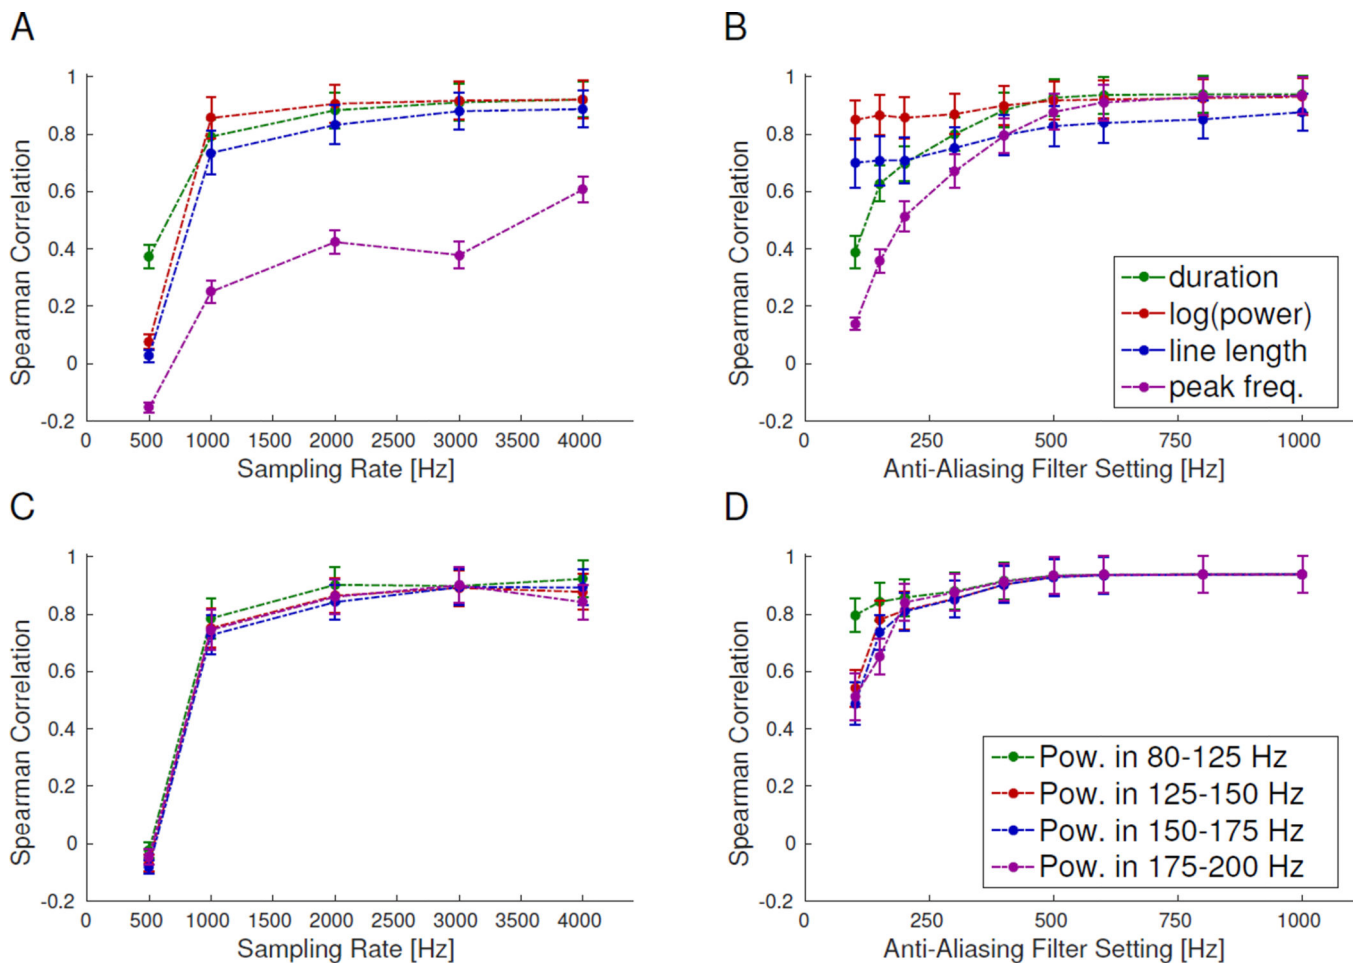 A
Spearman Correlation
1
0.8
0.6
0.4
0.2
0
-0.2
0 500 1000 1500 2000 2500 3000 3500 4000
Sampling Rate [Hz]
B
Spearman Correlation
1
0.8
0.6
0.4
0.2
0
-0.2
duration
log(power)
line length
peak freq.
0 250 500 750 1000
Anti-Aliasing Filter Setting [Hz]
C
Spearman Correlation
1
0.8
0.6
0.4
0.2
0
-0.2
0 500 1000 1500 2000 2500 3000 3500 4000
Sampling Rate [Hz]
D
Spearman Correlation
1
0.8
0.6
0.4
0.2
0
-0.2
Pow. in 80-125 Hz
Pow. in 125-150 Hz
Pow. in 150-175 Hz
Pow. in 175-200 Hz
0 250 500 750 1000
Anti-Aliasing Filter Setting [Hz]